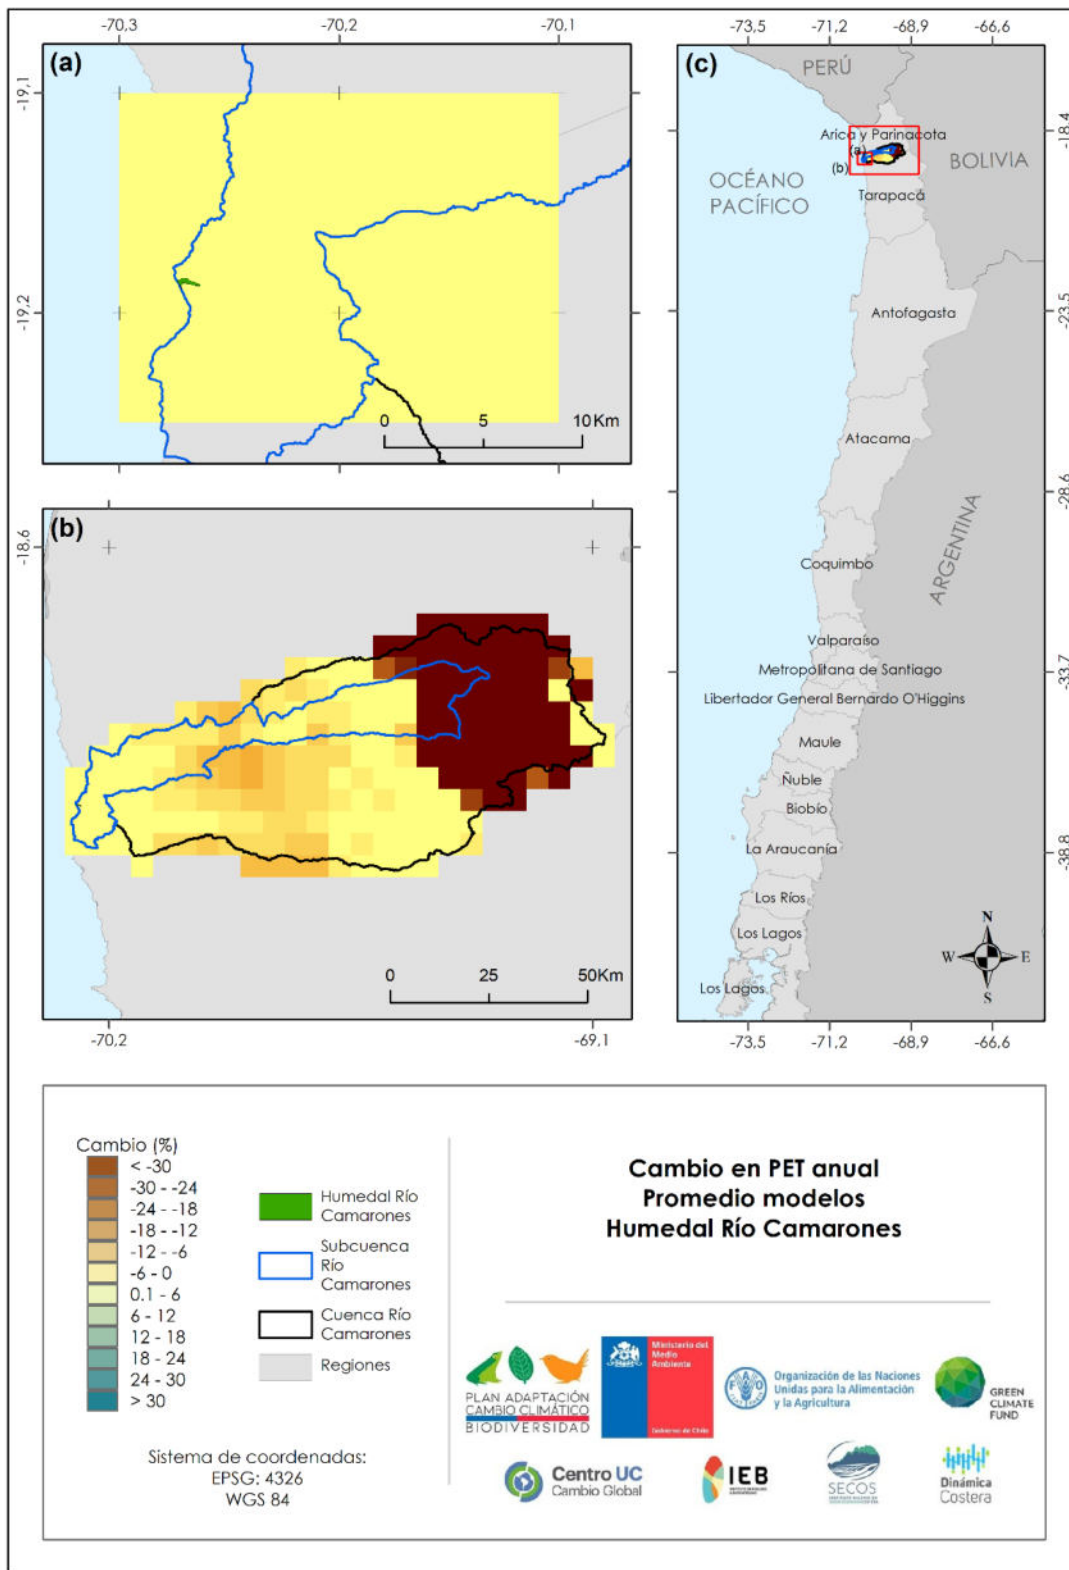 -70,3
-70,2
-70,1
-73,5
-71,2
-68,9
-66,6
(a)
-19,1
-19,2
0
5
10 Km
(b)
-18,6
0
25
50Km
-70,2
-69,1
(c)
PERÚ
BOLIVIA
OCÉANO
PACÍFICO
ARGENTINA
Arica y Parinacota
(a)
(b)
Tarapacá
Antofagasta
Atacama
Coquimbo
Valparaíso
Metropolitana de Santiago
Libertador General Bernardo O'Higgins
Maule
Ñuble
Biobío
La Araucanía
Los Ríos
Los Lagos
Los Lagos
N
W
E
S
-18,4
-23,5
-28,6
-33,7
-38,8
-73,5
-71,2
-68,9
-66,6
Cambio (%)
< -30
-30 - -24
-24 - -18
-18 - -12
-12 - -6
-6 - 0
0.1 - 6
6 - 12
12 - 18
18 - 24
24 - 30
> 30
Humedal Río
Camarones
Subcuenca
Río
Camarones
Cuenca Río
Camarones
Regiones
Sistema de coordenadas:
EPSG: 4326
WGS 84
Cambio en PET anual
Promedio modelos
Humedal Río Camarones
PLAN ADAPTACIÓN
CAMBIO CLIMÁTICO
BIODIVERSIDAD
Ministerio del
Medio
Ambiente
Gobierno de Chile
FAO
Organización de las Naciones
Unidas para la Alimentación
y la Agricultura
GREEN
CLIMATE
FUND
Centro UC
Cambio Global
IEB
SECOS
Dinámica
Costera